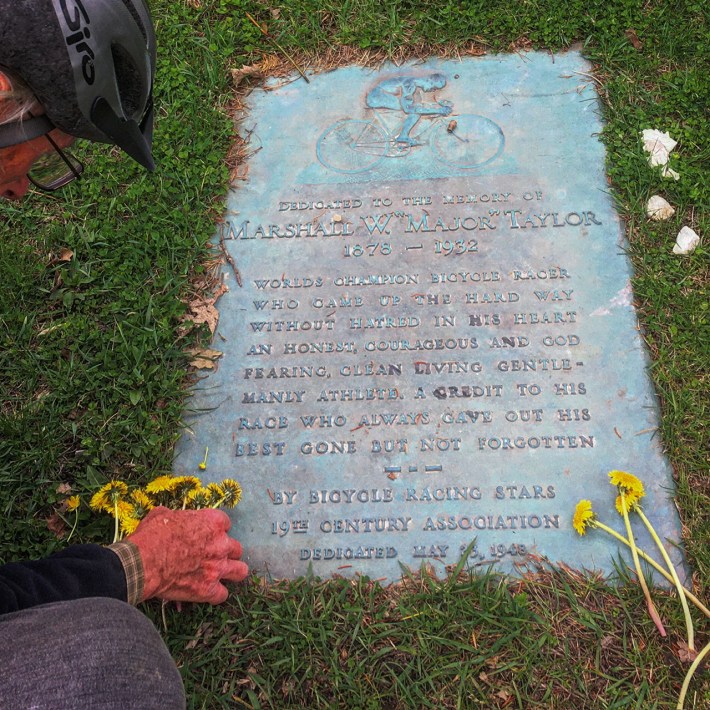 Giro
DEDICATED TO THE MEMORY OF
MARSHALL W. "MAJOR" TAYLOR
1878 — 1932
WORLDS CHAMPION BICYCLE RACER
WHO CAME UP THE HARD WAY
WITHOUT HATRED IN HIS HEART
AN HONEST, COURAGEOUS AND GOD
FEARING, CLEAN LIVING GENTLE-
MANLY ATHLETE. A CREDIT TO HIS
RACE WHO ALWAYS GAVE OUT HIS
BEST GONE BUT NOT FORGOTTEN
BY BICYCLE RACING STARS
19TH CENTURY ASSOCIATION
DEDICATED MAY 23, 1948